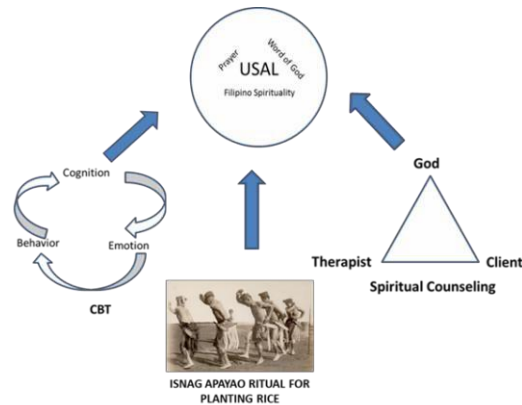 Prayer
Word of God
USAL
Filipino Spirituality
Cognition
Behavior
Emotion
CBT
God
Therapist
Client
Spiritual Counseling
ISNAG APAYAO RITUAL FOR
PLANTING RICE